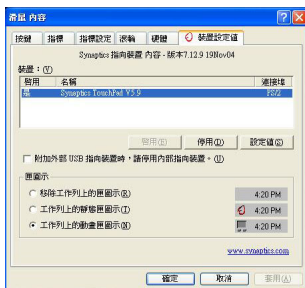 滑鼠 內容
按鍵 指標 指標設定 滾輪 硬體 裝置設定値
Synaptics 指向裝置 內容 - 版本7.12.9 19Nov04
裝置：(V)
啓用 名稱 連接埠
是 Synaptics TouchPad V5.9 PS/2
啓用(E) 停用(D) 設定値(S)
附加外部 USB 指向裝置時，請停用內部指向裝置。(U)
匣圖示
移除工作列上的匣圖示(R) 4:20 PM
工作列上的靜態匣圖示(T) 4:20 PM
工作列上的動畫匣圖示(N) 4:20 PM
www.synaptics.com
確定 取消 套用(A)